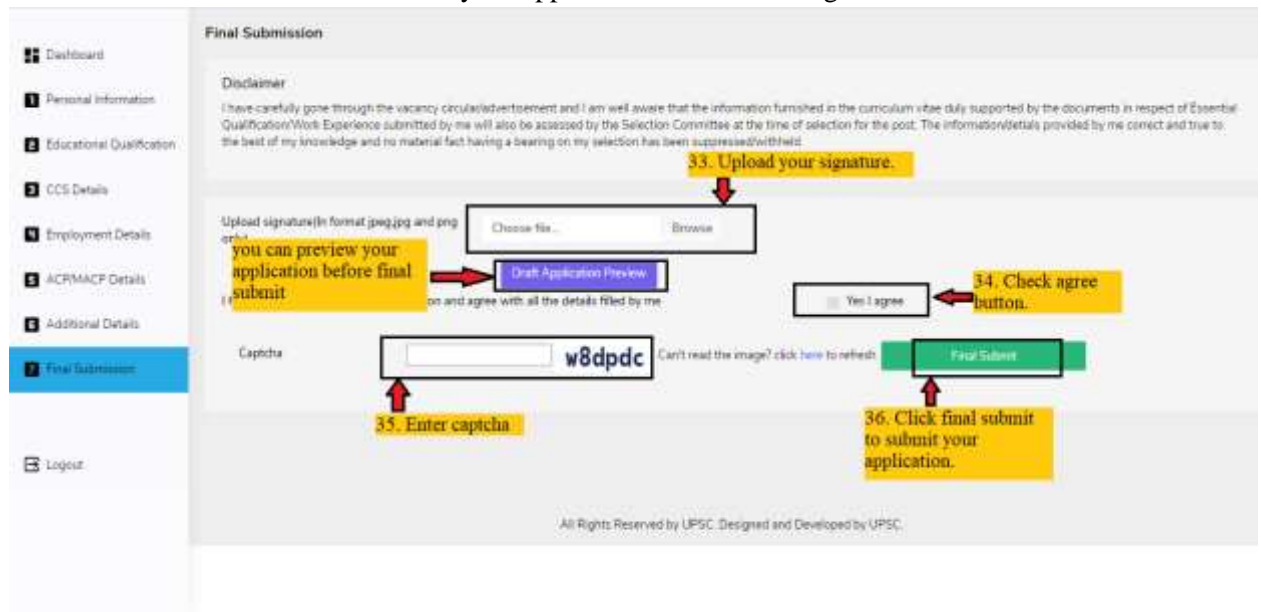 Final Submission
Dashboard
Disclaimer
Personal Information
I have carefully gone through the vacancy circular/advertisement and I am well aware that the information furnished in the curriculum vitae duly supported by the documents in respect of Essential
Qualification/Work Experience submitted by me will also be assessed by the Selection Committee at the time of selection for the post. The information/detials provided by me correct and true to
the best of my knowledge and no material fact having a bearing on my selection has been suppressed/withheld
Educational Qualification
33. Upload your signature.
CCS Details
Upload signature(In format jpeg,jpg and png
Choose file...
Browse
Employment Details
you can preview your
application before final
submit
Draft Application Preview
ACP/MACP Details
34. Check agree
button.
on and agree with all the details filled by me
Yes I agree
Additional Details
Captcha
w8dpdc
Can't read the image? click here to refresh
Final Submit
Final Submission
35. Enter captcha
36. Click final submit
to submit your
application.
Logout
All Rights Reserved by UPSC. Designed and Developed by UPSC.